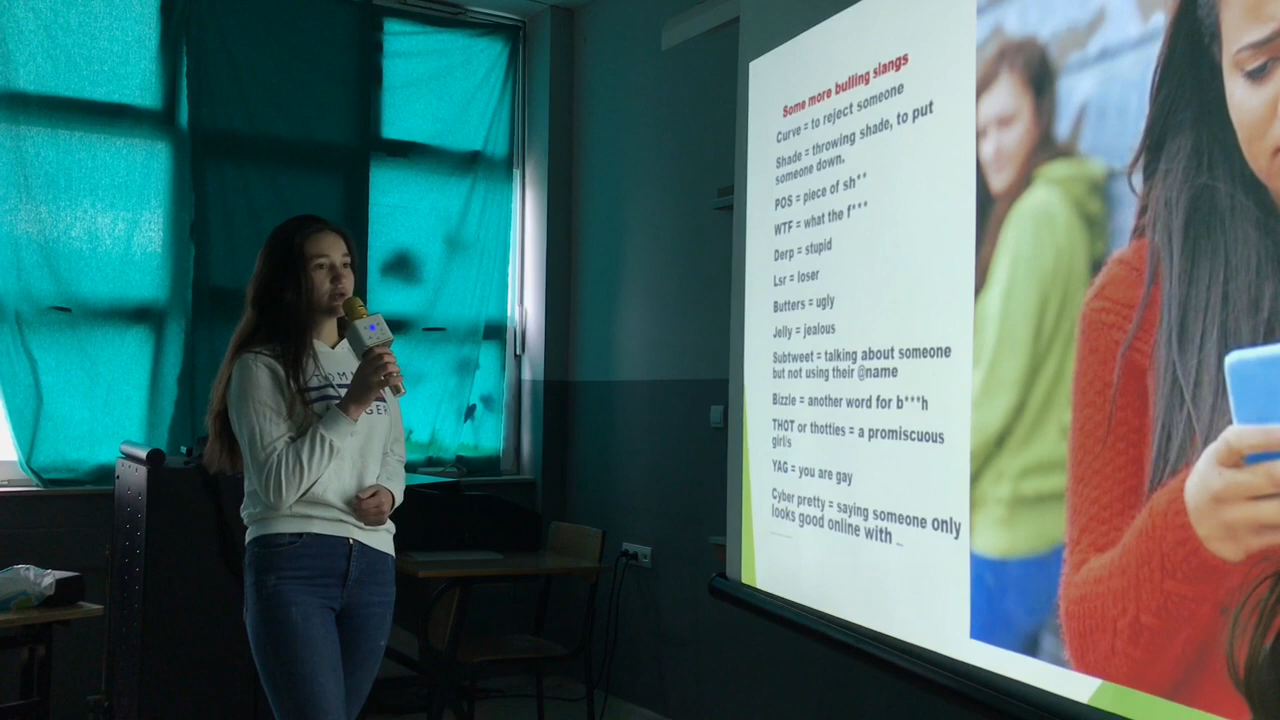 Some more bulling slangs
Curve = to reject someone
Shade = throwing shade, to put
someone down.
POS = piece of sh**
WTF = what the f***
Derp = stupid
Lsr = loser
Butters = ugly
Jelly = jealous
Subtweet = talking about someone
but not using their @name
Bizzle = another word for b***h
THOT or thotties = a promiscuous
girl/s
YAG = you are gay
Cyber pretty = saying someone only
looks good online with
TOMM
GER